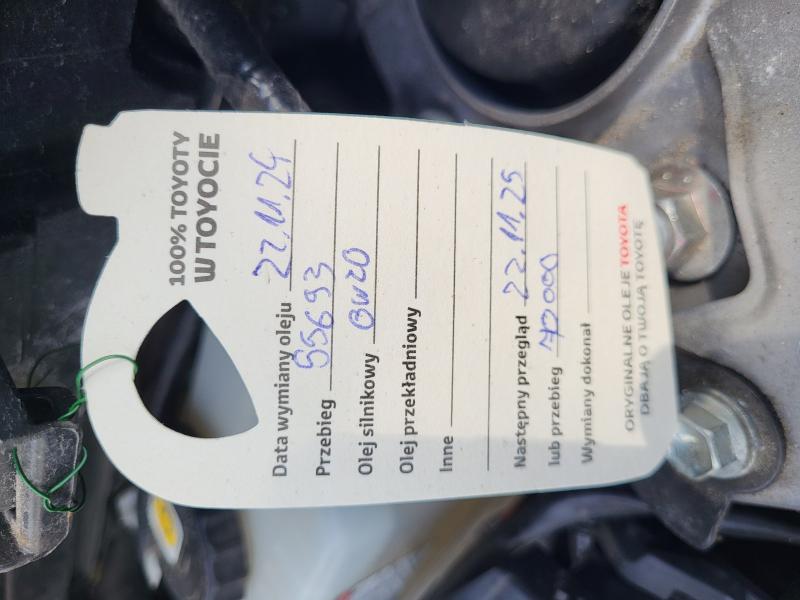 100% TOYOTY
W TOYOCIE
Data wymiany oleju 22.11.24
Przebieg 55693
Olej silnikowy 0W20
Olej przekładniowy
Inne
Następny przegląd 22.11.25
lub przebieg 70000
Wymiany dokonał
ORYGINALNE OLEJE TOYOTA
DBAJĄ O TWOJĄ TOYOTĘ